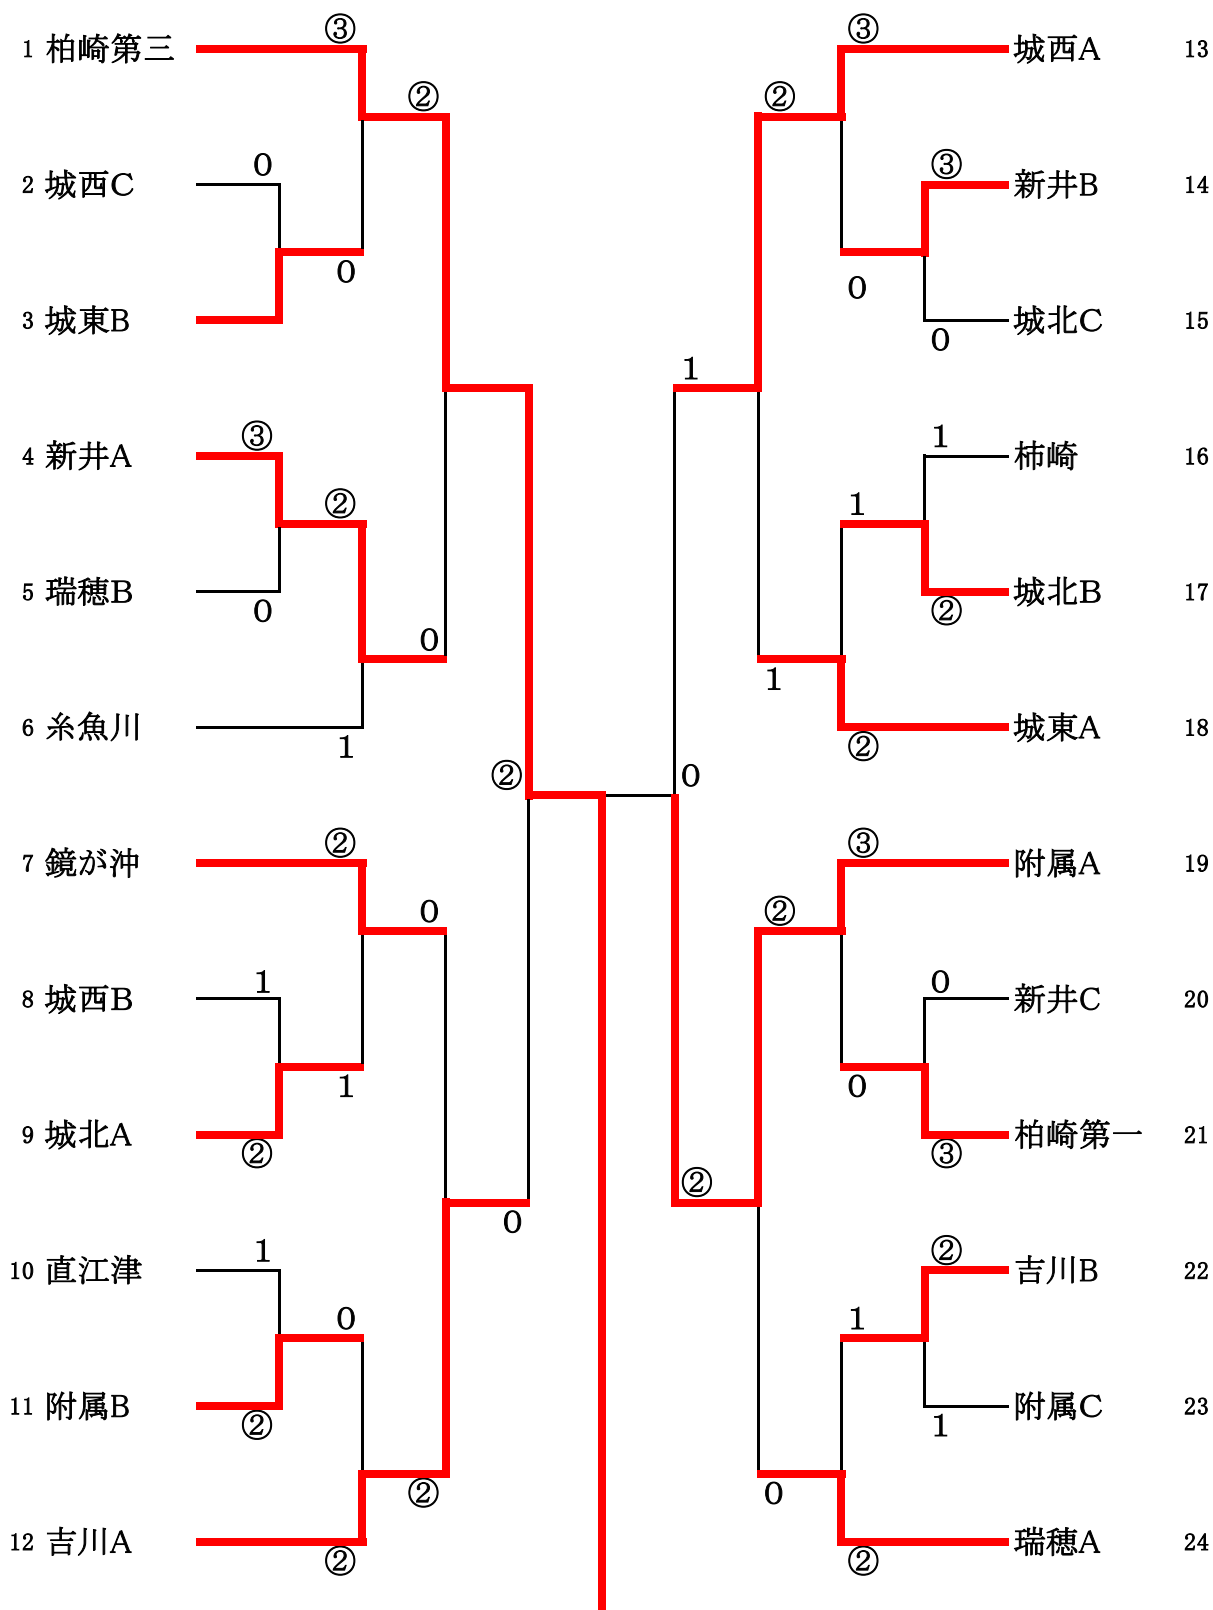 ③
1 柏崎第三
②
0
2 城西C
0
3 城東B
③
4 新井A
②
5 瑞穂B
0
0
6 糸魚川
1
②
②
7 鏡が沖
0
1
8 城西B
1
9 城北A
②
0
1
10 直江津
0
11 附属B
②
②
12 吉川A
②
③
城西A 13
②
③
新井B 14
0
城北C 15
0
1
1
柿崎 16
1
城北B 17
②
1
城東A 18
②
0
③
附属A 19
②
0
新井C 20
0
柏崎第一 21
③
②
②
吉川B 22
1
附属C 23
1
0
瑞穂A 24
②